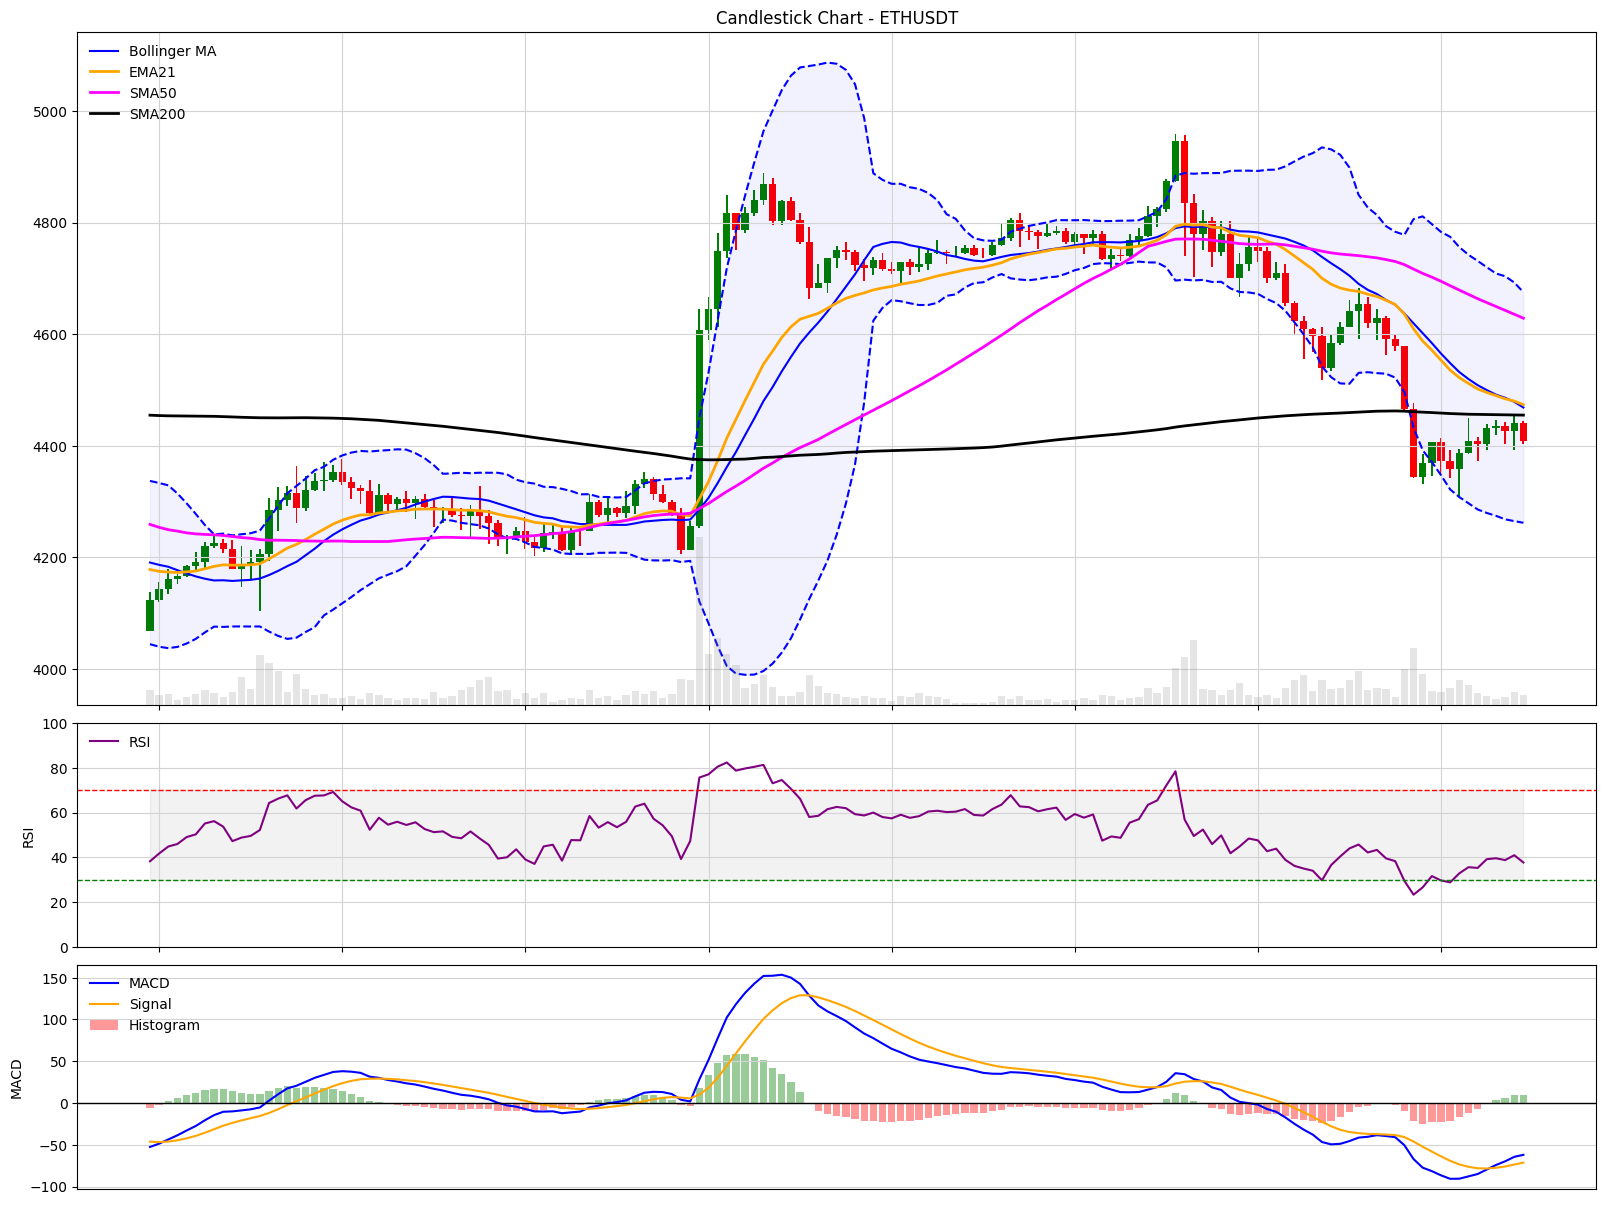 Candlestick Chart - ETHUSDT
Bollinger MA
EMA21
SMA50
SMA200
5000
4800
4600
4400
4200
4000
RSI
100
80
60
40
20
0
RSI
MACD
Signal
Histogram
150
100
50
0
−50
−100
MACD